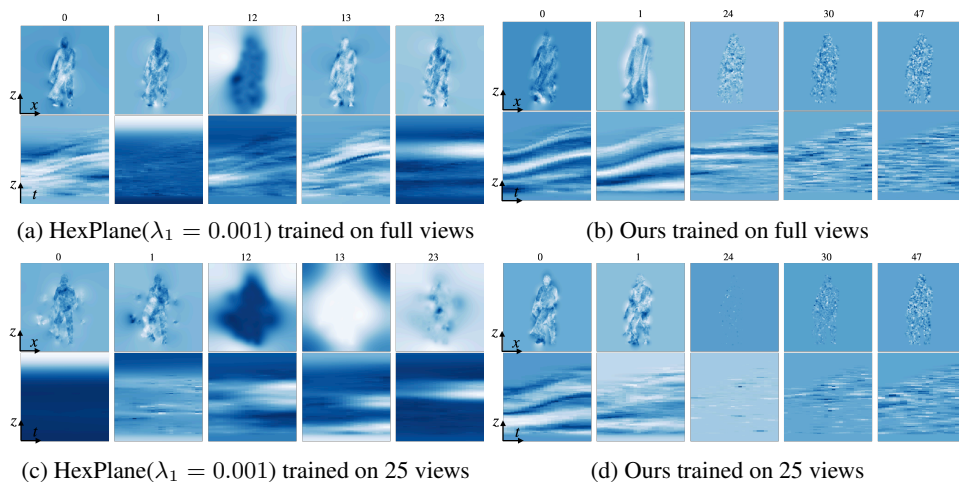 0 1 12 13 23
z
x
z
t
(a) HexPlane(λ₁ = 0.001) trained on full views
0 1 24 30 47
z
x
z
t
(b) Ours trained on full views
0 1 12 13 23
z
x
z
t
(c) HexPlane(λ₁ = 0.001) trained on 25 views
0 1 24 30 47
z
x
z
t
(d) Ours trained on 25 views